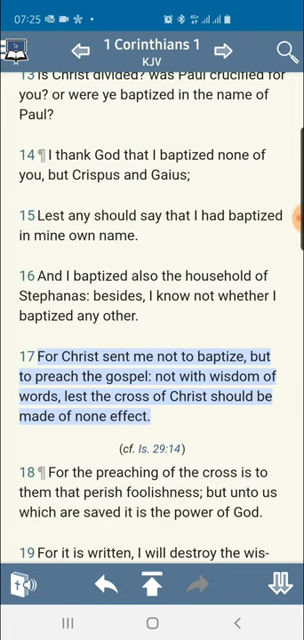 07:25
1 Corinthians 1
KJV
13 Is Christ divided? was Paul crucified for
you? or were ye baptized in the name of
Paul?
14 ¶ I thank God that I baptized none of
you, but Crispus and Gaius;
15 Lest any should say that I had baptized
in mine own name.
16 And I baptized also the household of
Stephanas: besides, I know not whether I
baptized any other.
17 For Christ sent me not to baptize, but
to preach the gospel: not with wisdom of
words, lest the cross of Christ should be
made of none effect.
(cf. Is. 29:14)
18 ¶ For the preaching of the cross is to
them that perish foolishness; but unto us
which are saved it is the power of God.
19 For it is written, I will destroy the wis-